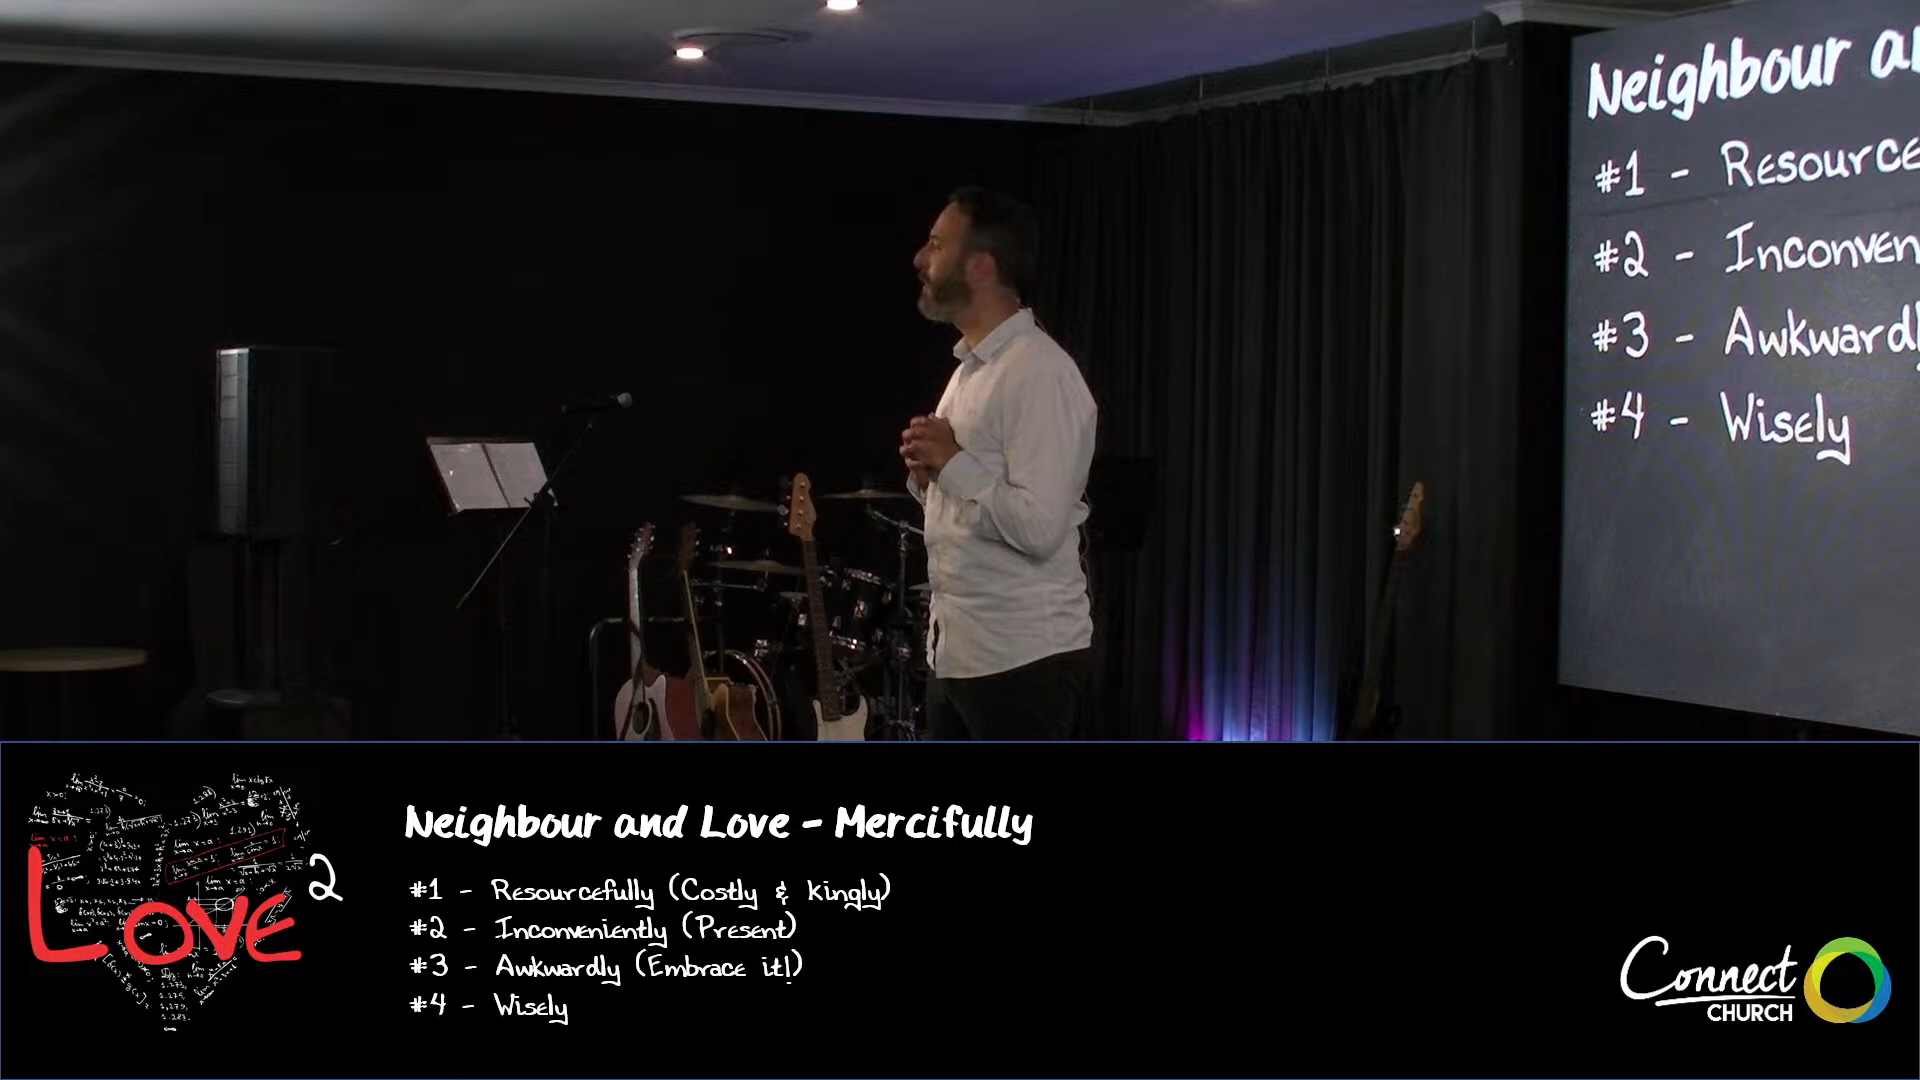 Neighbour a
#1 - Resource
#2 - Inconven
#3 - Awkwardl
#4 - Wisely
LOVE 2
Neighbour and Love - Mercifully
#1 - Resourcefully (Costly & kingly)
#2 - Inconveniently (Present)
#3 - Awkwardly (Embrace it!)
#4 - Wisely
Connect
CHURCH